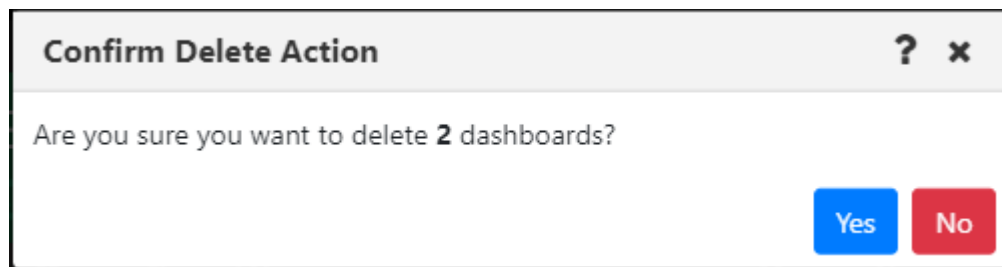 Confirm Delete Action ? ×
Are you sure you want to delete 2 dashboards?
Yes No